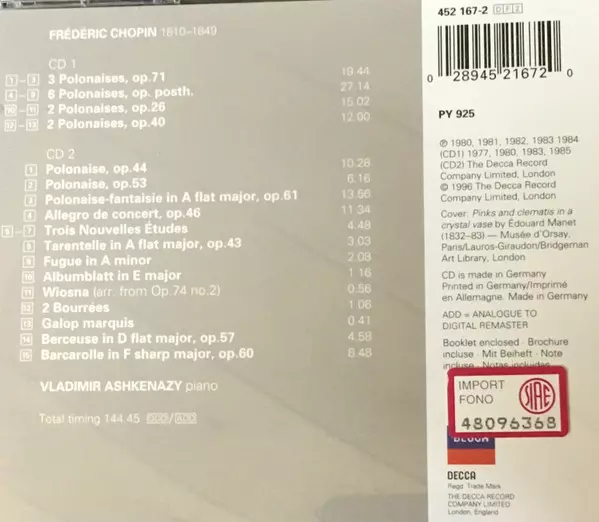 FRÉDÉRIC CHOPIN 1810–1849
CD 1
1–3 3 Polonaises, op.71 19.44
4–9 6 Polonaises, op. posth. 27.14
10–11 2 Polonaises, op.26 15.02
12–13 2 Polonaises, op.40 12.00
CD 2
1 Polonaise, op.44 10.28
2 Polonaise, op.53 6.16
3 Polonaise-fantaisie in A flat major, op.61 13.56
4 Allegro de concert, op.46 11.34
5–7 Trois Nouvelles Études 4.48
8 Tarentelle in A flat major, op.43 3.03
9 Fugue in A minor 2.03
10 Albumblatt in E major 1.16
11 Wiosna (arr. from Op.74 no.2) 0.56
12 2 Bourrées 1.06
13 Galop marquis 0.41
14 Berceuse in D flat major, op.57 4.58
15 Barcarolle in F sharp major, op.60 8.48
VLADIMIR ASHKENAZY piano
Total timing 144.45 ADD/
452 167-2 DF2
0 28945 21672 0
PY 925
℗ 1980, 1981, 1982, 1983 1984
(CD1) 1977, 1980, 1983, 1985
(CD2) The Decca Record
Company Limited, London
© 1996 The Decca Record
Company Limited, London
Cover: Pinks and clematis in a
crystal vase by Édouard Manet
(1832–83) — Musée d'Orsay,
Paris/Lauros-Giraudon/Bridgeman
Art Library, London
CD is made in Germany
Printed in Germany/Imprimé
en Allemagne. Made in Germany
ADD = ANALOGUE TO
DIGITAL REMASTER
Booklet enclosed · Brochure
incluse · Mit Beiheft · Note
incluse · Notas incluidas
IMPORT
FONO
SIAE
48096368
DECCA
DECCA
Regd. Trade Mark
THE DECCA RECORD
COMPANY LIMITED
London, England